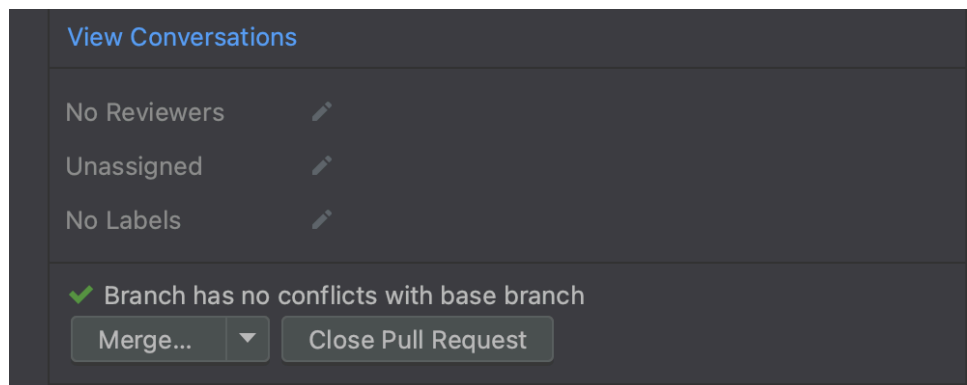 View Conversations
No Reviewers
Unassigned
No Labels
Branch has no conflicts with base branch
Merge... Close Pull Request